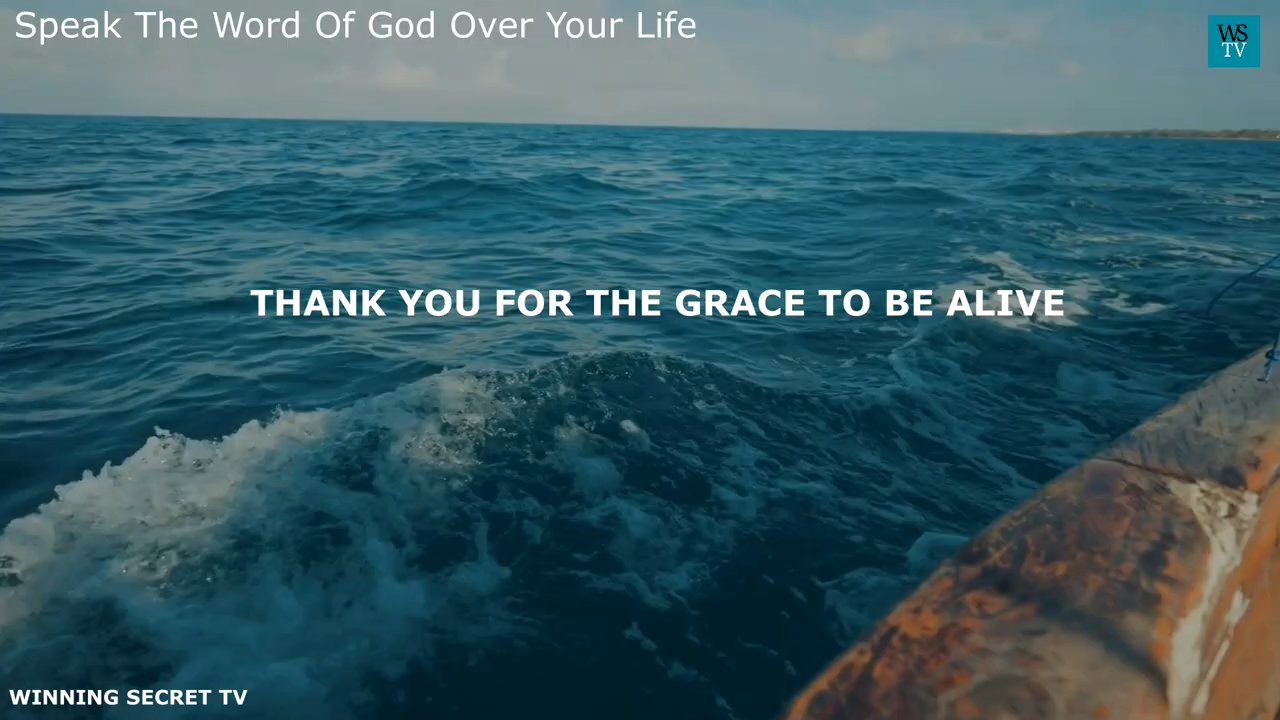 Speak The Word Of God Over Your Life
WS
TV
THANK YOU FOR THE GRACE TO BE ALIVE
WINNING SECRET TV